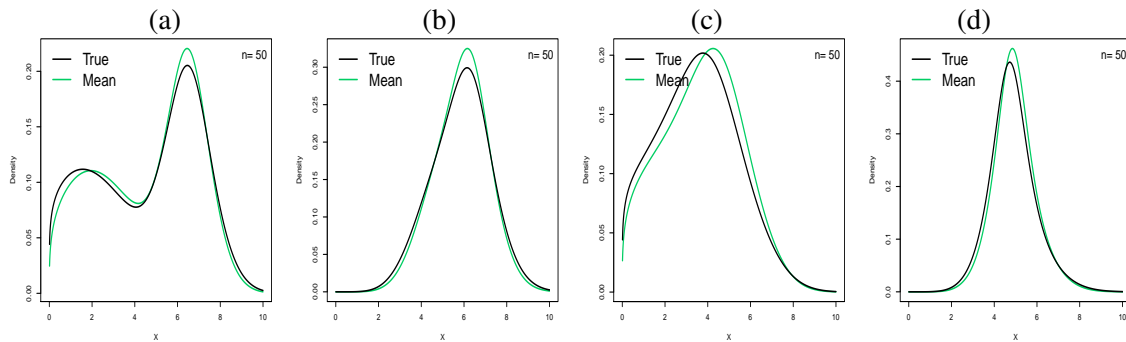 (a) (b) (c) (d)
True
Mean
n= 50
Density
0.00 0.05 0.10 0.15 0.20
0 2 4 6 8 10
x
True
Mean
n= 50
Density
0.00 0.05 0.10 0.15 0.20 0.25 0.30
0 2 4 6 8 10
x
True
Mean
n= 50
Density
0.00 0.05 0.10 0.15 0.20
0 2 4 6 8 10
x
True
Mean
n= 50
Density
0.0 0.1 0.2 0.3 0.4
0 2 4 6 8 10
x